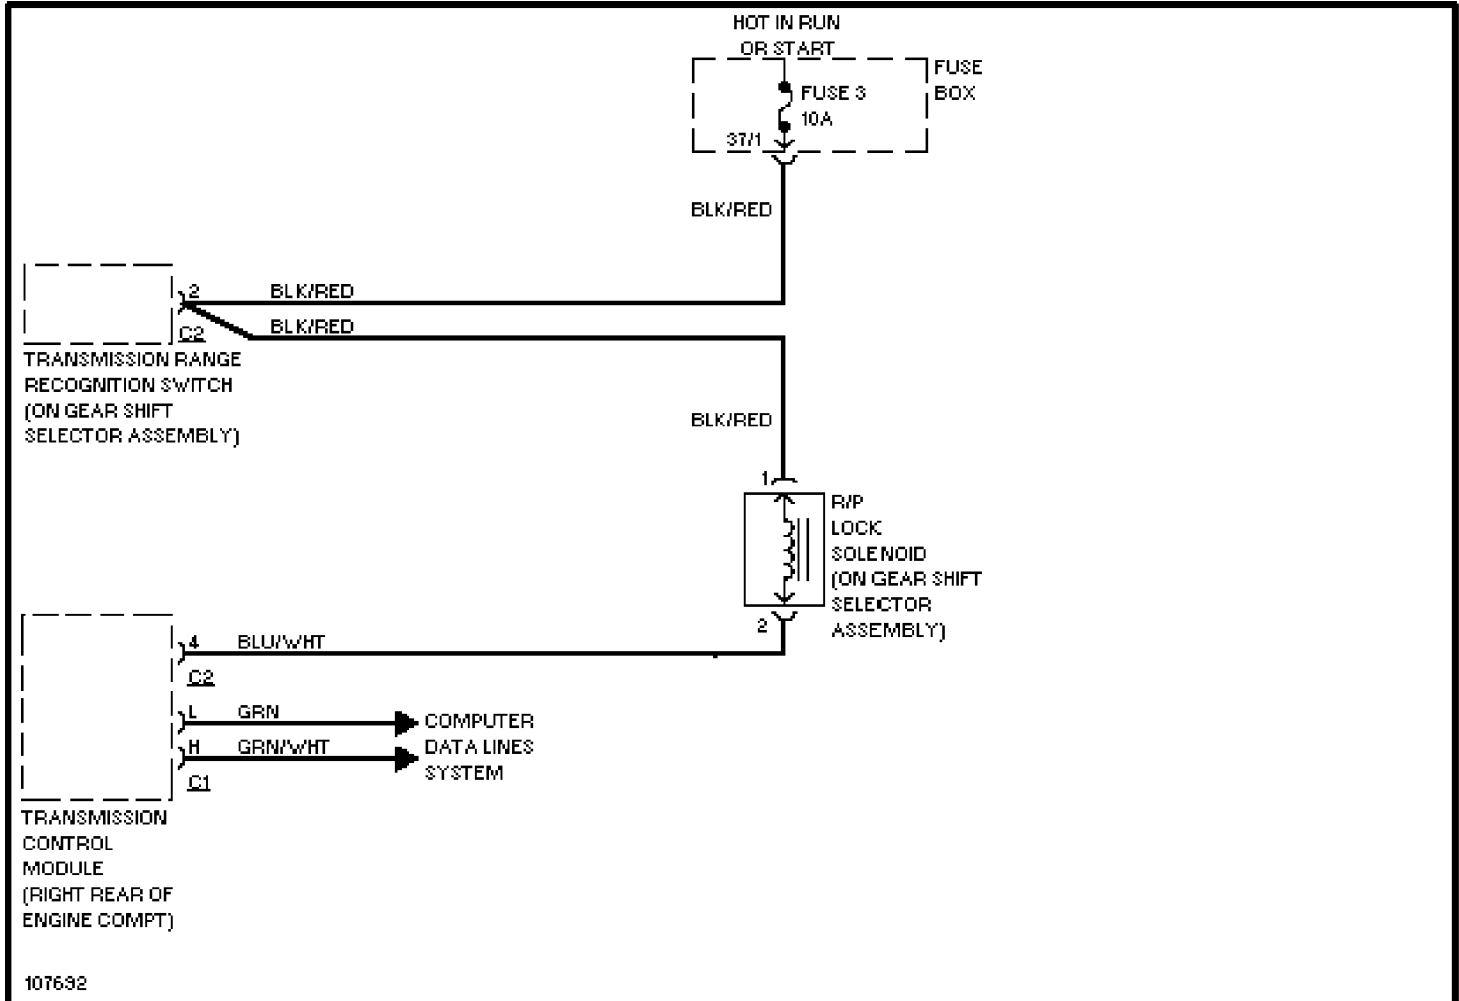 HOT IN RUN
OR START
FUSE
BOX
FUSE 3
10A
37/1
BLK/RED
2
BLK/RED
C2
BLK/RED
TRANSMISSION RANGE
RECOGNITION SWITCH
(ON GEAR SHIFT
SELECTOR ASSEMBLY)
BLK/RED
1
R/P
LOCK
SOLENOID
(ON GEAR SHIFT
SELECTOR
ASSEMBLY)
2
4
BLU/WHT
C2
L
GRN
H
GRN/WHT
C1
COMPUTER
DATA LINES
SYSTEM
TRANSMISSION
CONTROL
MODULE
(RIGHT REAR OF
ENGINE COMPT)
107692